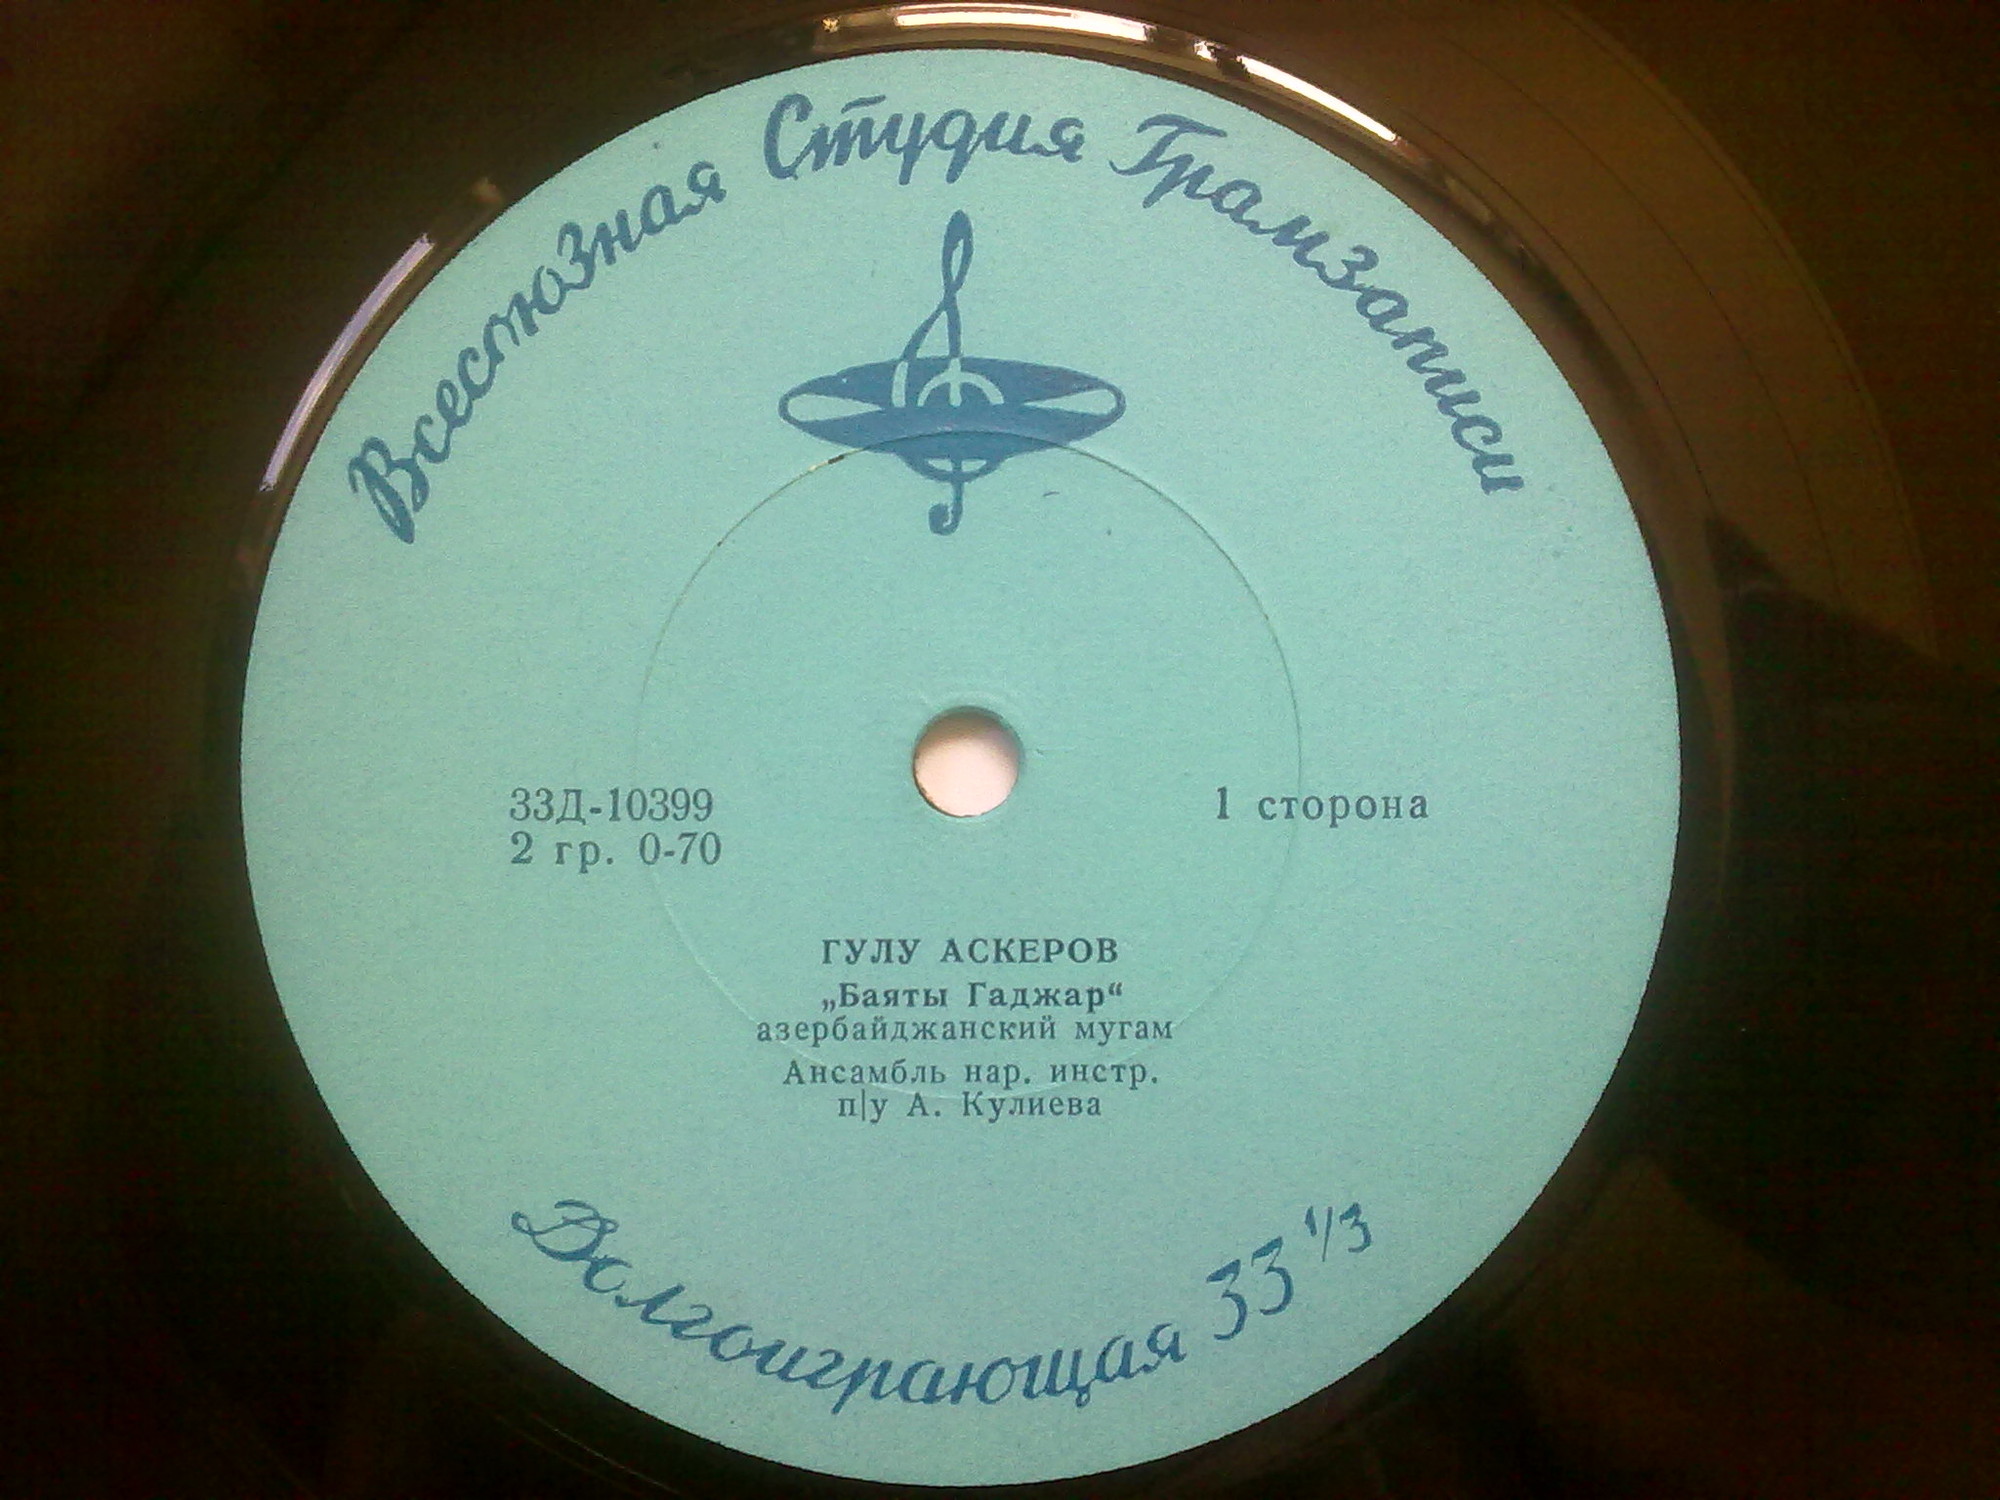 Всесоюзная Студия Грамзаписи
33Д-10399
2 гр. 0-70
1 сторона
ГУЛУ АСКЕРОВ
„Баяты Гаджар“
азербайджанский мугам
Ансамбль нар. инстр.
п|у А. Кулиева
Долгоиграющая 33 1/3